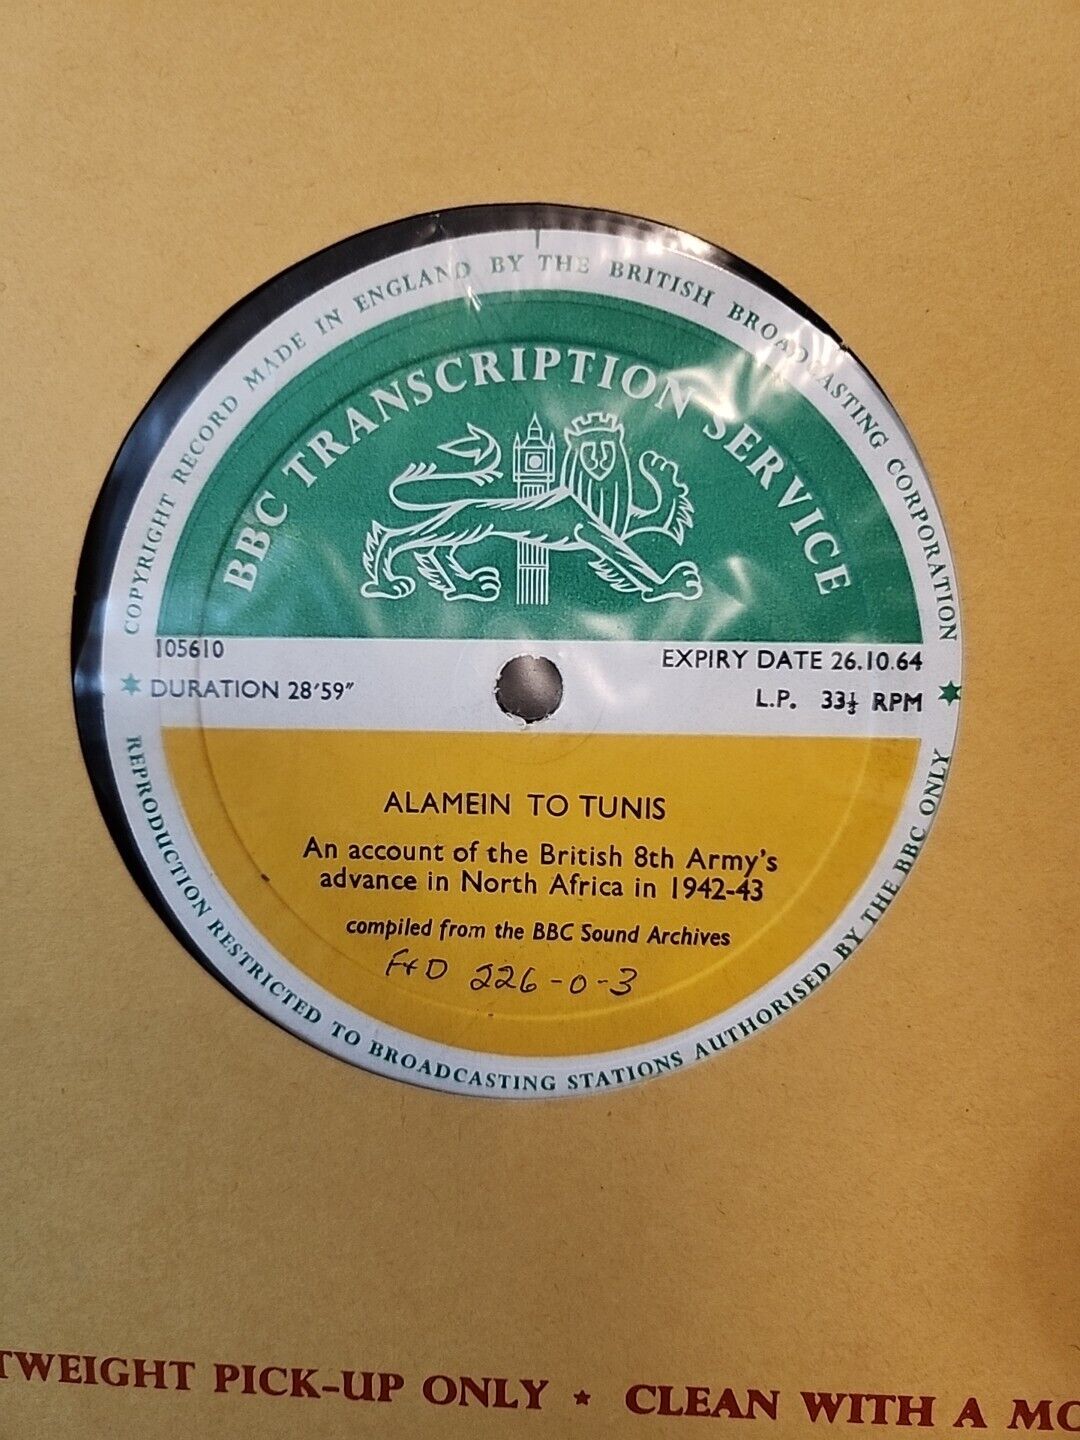 COPYRIGHT RECORD MADE IN ENGLAND BY THE BRITISH BROADCASTING CORPORATION
BBC TRANSCRIPTION SERVICE
105610
EXPIRY DATE 26.10.64
DURATION 28'59"
L.P. 33⅓ RPM
ALAMEIN TO TUNIS
An account of the British 8th Army's
advance in North Africa in 1942-43
compiled from the BBC Sound Archives
F+D 226-0-3
REPRODUCTION RESTRICTED TO BROADCASTING STATIONS AUTHORISED BY THE BBC ONLY
TWEIGHT PICK-UP ONLY ★ CLEAN WITH A MO